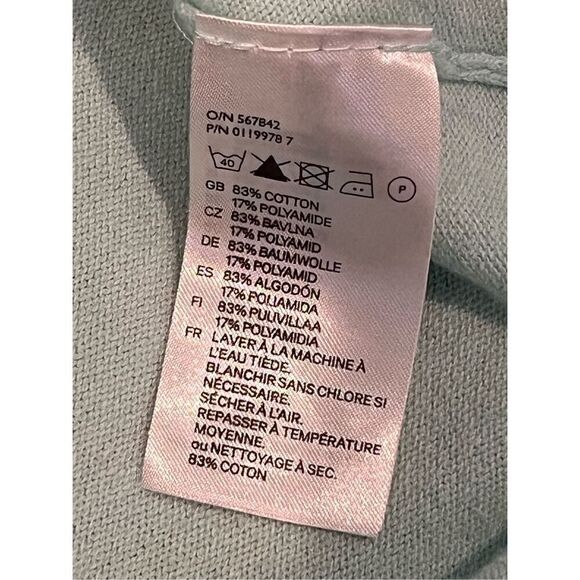 O/N 567842
P/N 0119978 7
40 P
GB 83% COTTON
17% POLYAMIDE
CZ 83% BAVLNA
17% POLYAMID
DE 83% BAUMWOLLE
17% POLYAMID
ES 83% ALGODÓN
17% POLIAMIDA
FI 83% PUUVILLAA
17% POLYAMIDIA
FR LAVER À LA MACHINE À
L'EAU TIÈDE.
BLANCHIR SANS CHLORE SI
NÉCESSAIRE.
SÉCHER À L'AIR.
REPASSER À TEMPÉRATURE
MOYENNE.
ou NETTOYAGE À SEC.
83% COTON